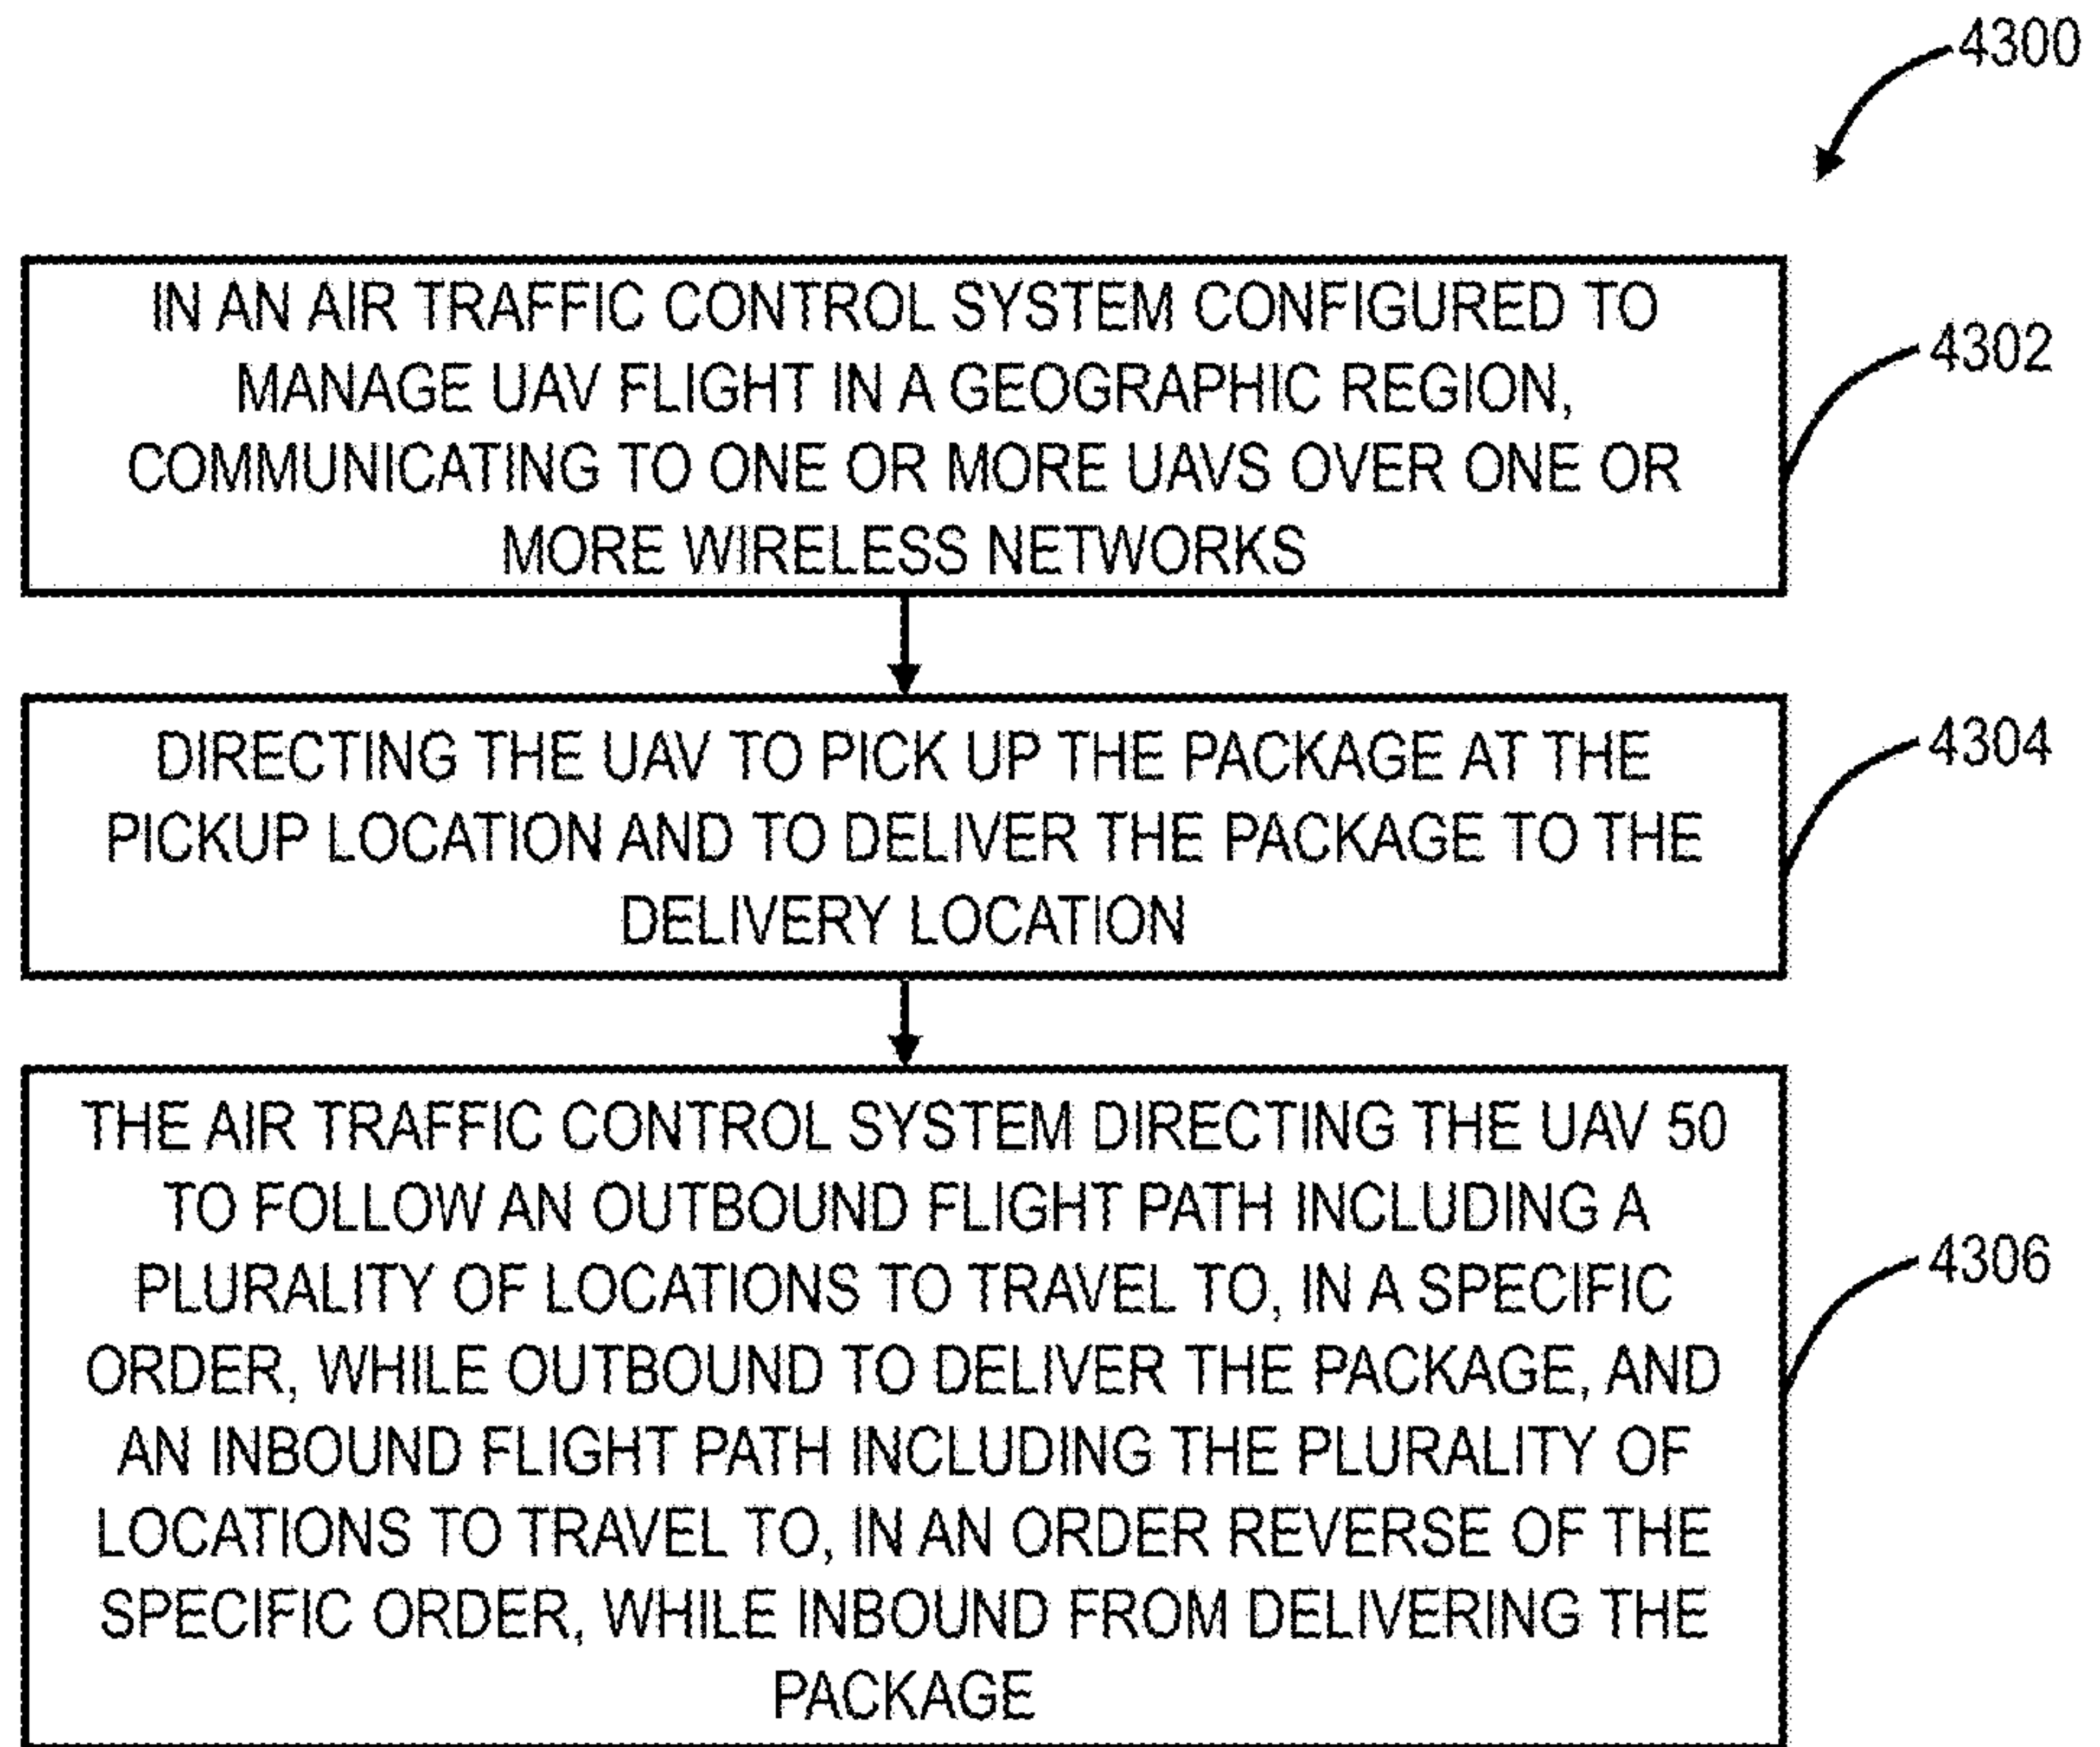 4300
IN AN AIR TRAFFIC CONTROL SYSTEM CONFIGURED TO
MANAGE UAV FLIGHT IN A GEOGRAPHIC REGION,
COMMUNICATING TO ONE OR MORE UAVS OVER ONE OR
MORE WIRELESS NETWORKS
4302
DIRECTING THE UAV TO PICK UP THE PACKAGE AT THE
PICKUP LOCATION AND TO DELIVER THE PACKAGE TO THE
DELIVERY LOCATION
4304
THE AIR TRAFFIC CONTROL SYSTEM DIRECTING THE UAV 50
TO FOLLOW AN OUTBOUND FLIGHT PATH INCLUDING A
PLURALITY OF LOCATIONS TO TRAVEL TO, IN A SPECIFIC
ORDER, WHILE OUTBOUND TO DELIVER THE PACKAGE, AND
AN INBOUND FLIGHT PATH INCLUDING THE PLURALITY OF
LOCATIONS TO TRAVEL TO, IN AN ORDER REVERSE OF THE
SPECIFIC ORDER, WHILE INBOUND FROM DELIVERING THE
PACKAGE
4306